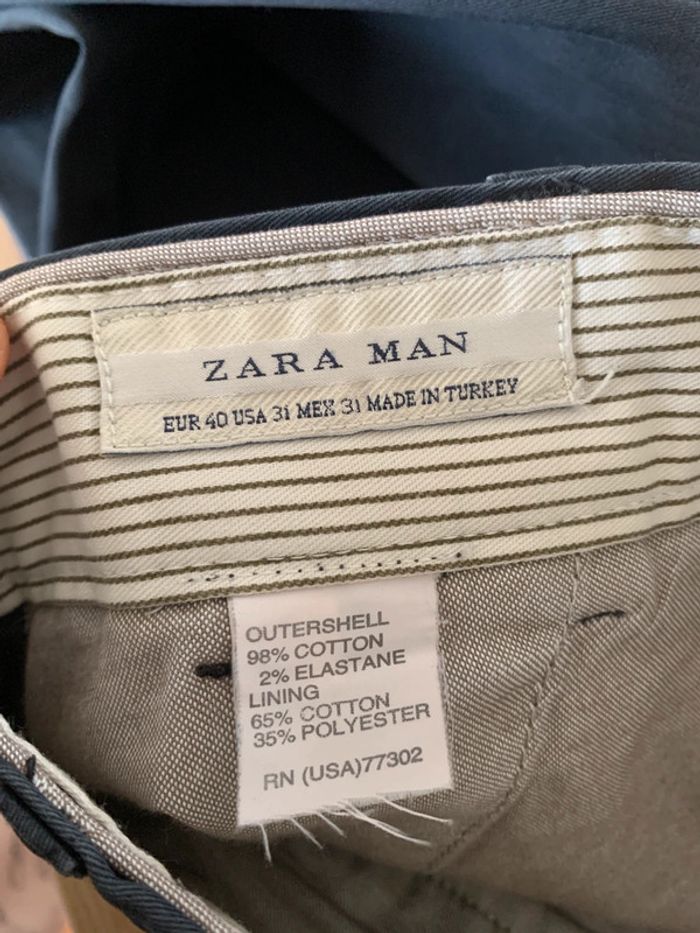 ZARA MAN
EUR 40 USA 31 MEX 31 MADE IN TURKEY
OUTERSHELL
98% COTTON
2% ELASTANE
LINING
65% COTTON
35% POLYESTER
RN (USA)77302